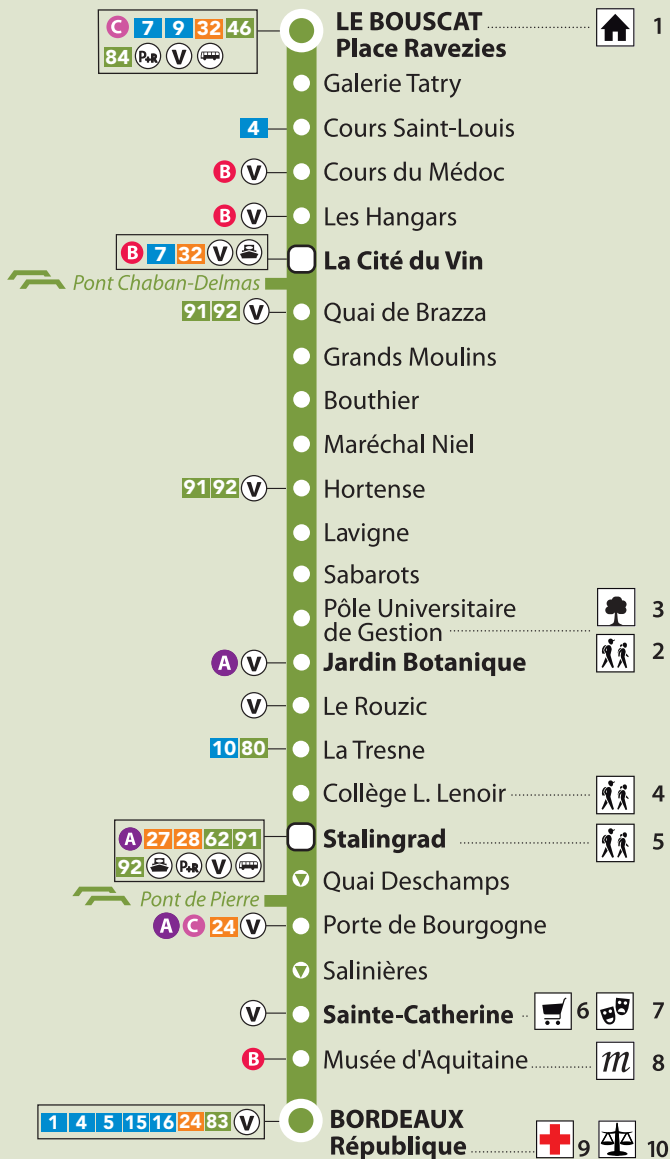 C 7 9 32 46 LE BOUSCAT 1
84 P+R V Place Ravezies
Galerie Tatry
4 Cours Saint-Louis
B V Cours du Médoc
B V Les Hangars
B 7 32 V La Cité du Vin
Pont Chaban-Delmas
91 92 V Quai de Brazza
Grands Moulins
Bouthier
Maréchal Niel
91 92 V Hortense
Lavigne
Sabarots
Pôle Universitaire 3
de Gestion
A V Jardin Botanique 2
V Le Rouzic
10 80 La Tresne
Collège L. Lenoir 4
A 27 28 62 91 Stalingrad 5
92 P+R V
Quai Deschamps
Pont de Pierre
A C 24 V Porte de Bourgogne
Salinières
V Sainte-Catherine 6 7
B Musée d'Aquitaine m 8
1 4 5 15 16 24 83 V BORDEAUX
République 9 10